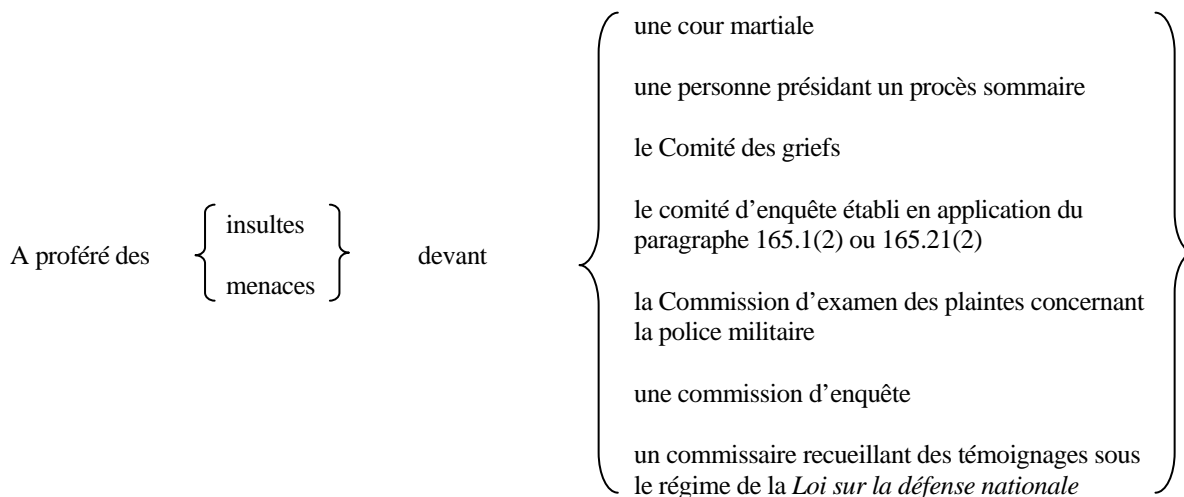 A proféré des
insultes
menaces
devant
une cour martiale
une personne présidant un procès sommaire
le Comité des griefs
le comité d'enquête établi en application du
paragraphe 165.1(2) ou 165.21(2)
la Commission d'examen des plaintes concernant
la police militaire
une commission d'enquête
un commissaire recueillant des témoignages sous
le régime de la Loi sur la défense nationale